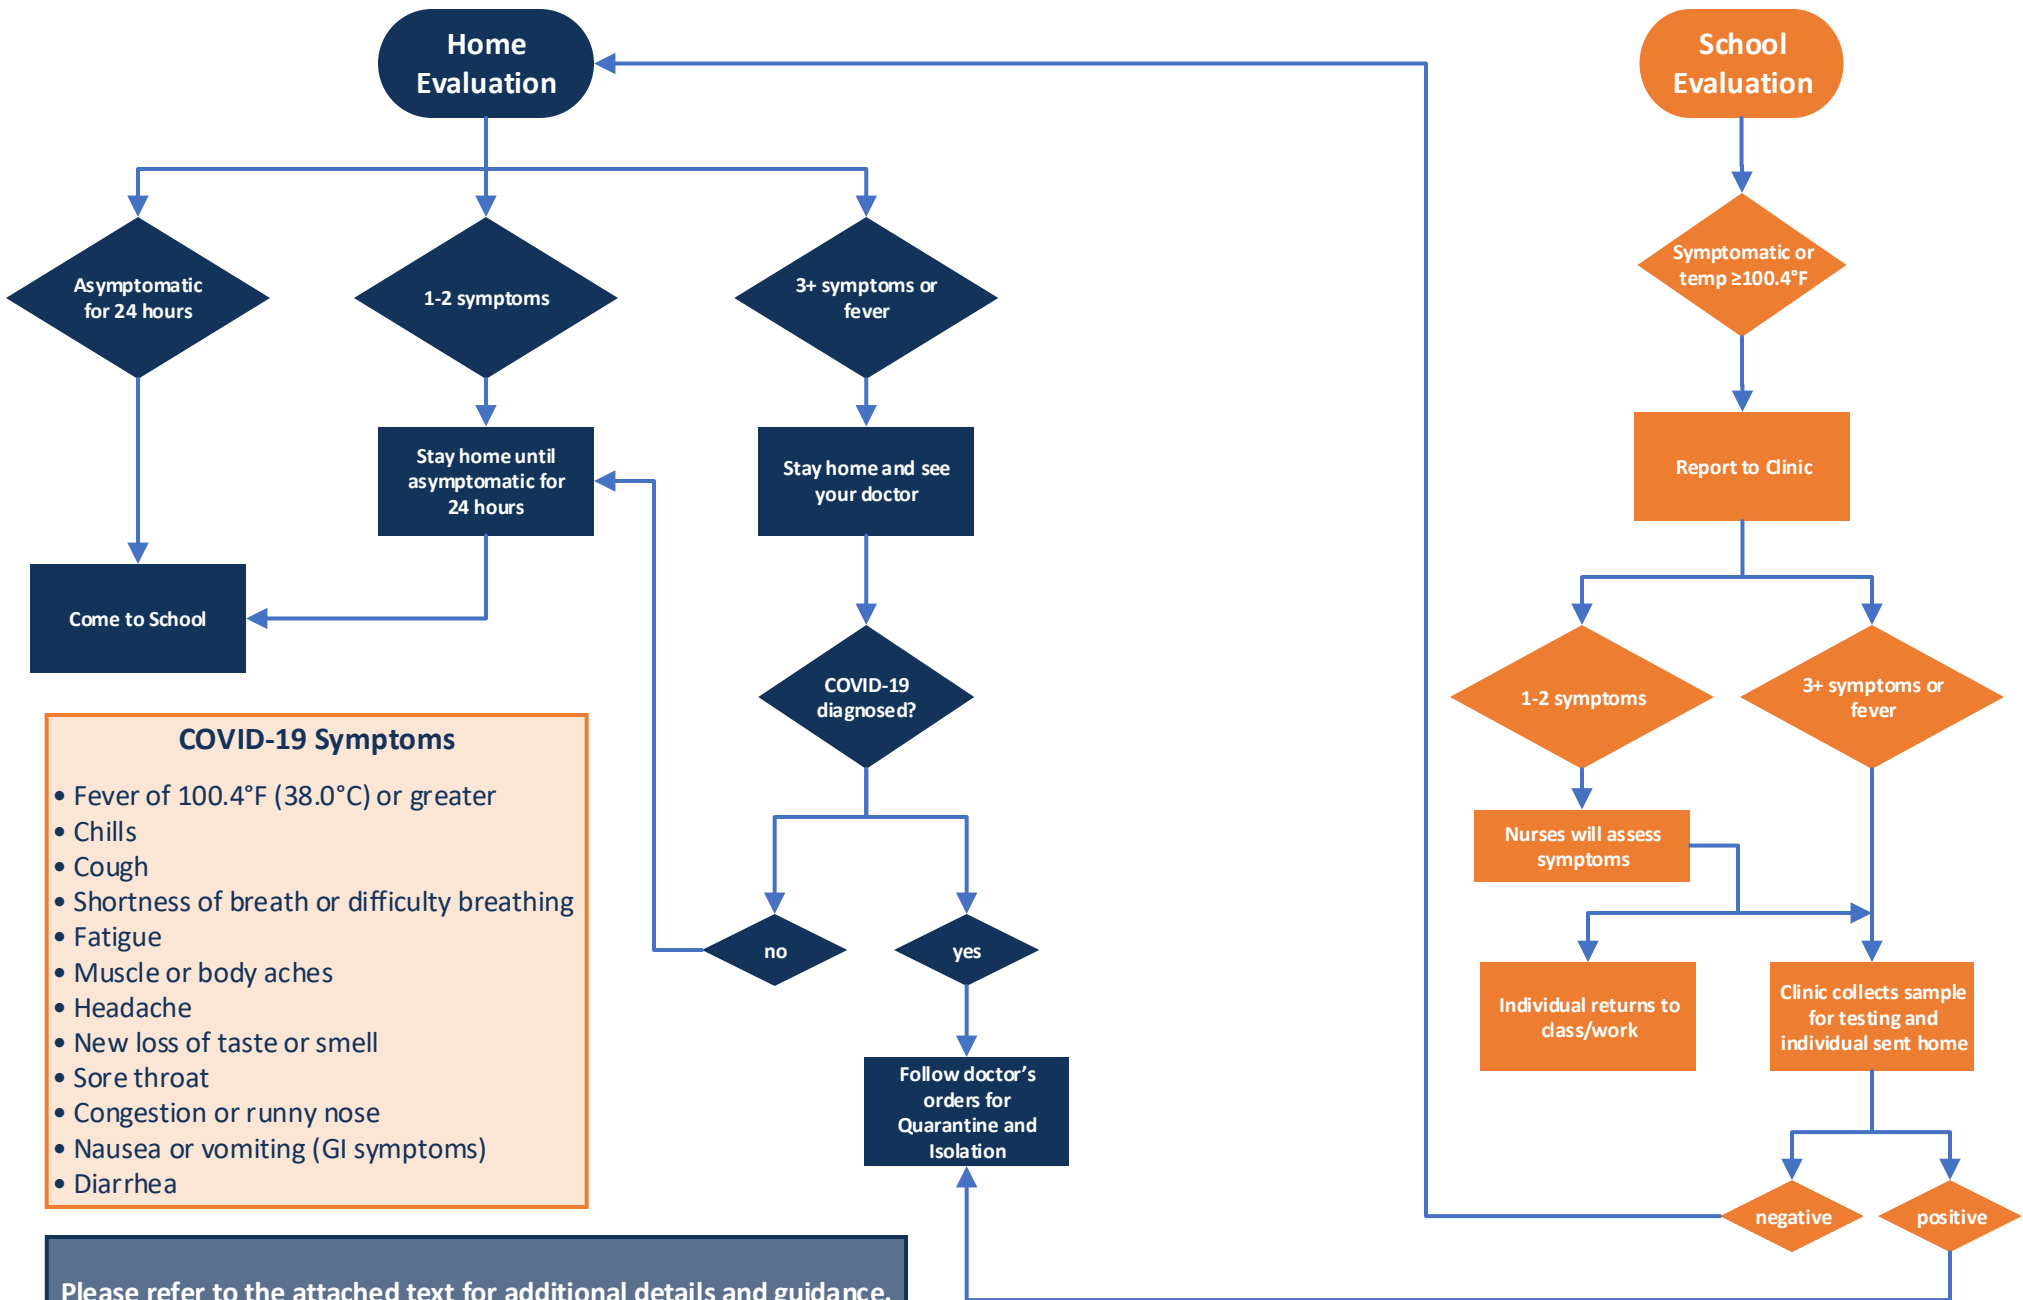 Home
Evaluation
School
Evaluation
Asymptomatic
for 24 hours
1-2 symptoms
3+ symptoms or
fever
Symptomatic or
temp ≥100.4°F
Stay home until
asymptomatic for
24 hours
Stay home and see
your doctor
Report to Clinic
Come to School
COVID-19
diagnosed?
1-2 symptoms
3+ symptoms or
fever
COVID-19 Symptoms
• Fever of 100.4°F (38.0°C) or greater
• Chills
• Cough
• Shortness of breath or difficulty breathing
• Fatigue
• Muscle or body aches
• Headache
• New loss of taste or smell
• Sore throat
• Congestion or runny nose
• Nausea or vomiting (GI symptoms)
• Diarrhea
Nurses will assess
symptoms
no
yes
Individual returns to
class/work
Clinic collects sample
for testing and
individual sent home
Follow doctor’s
orders for
Quarantine and
Isolation
negative
positive
Please refer to the attached text for additional details and guidance.